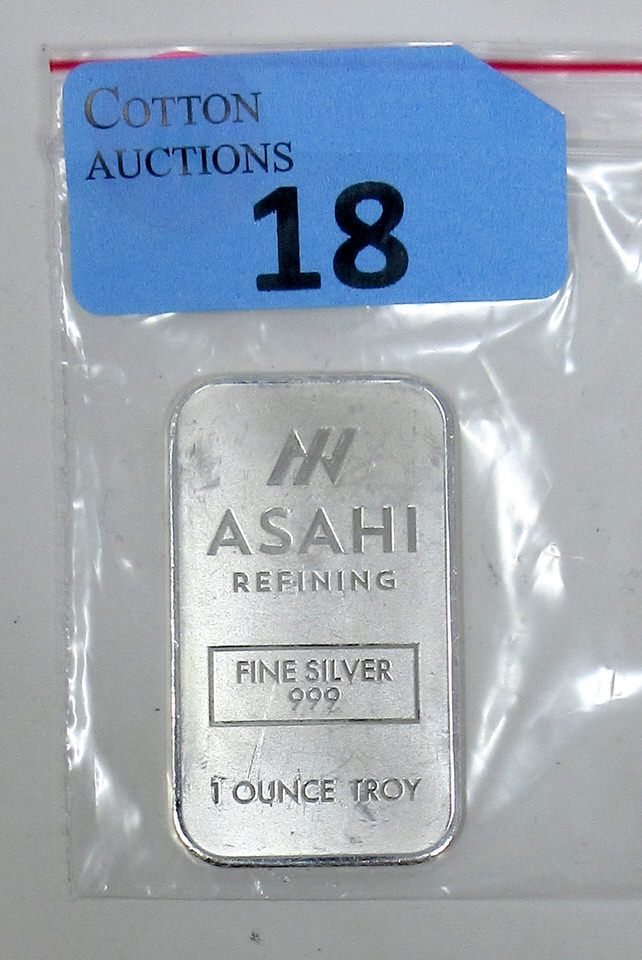 COTTON
AUCTIONS
18
ASAHI
REFINING
FINE SILVER
999
1 OUNCE TROY